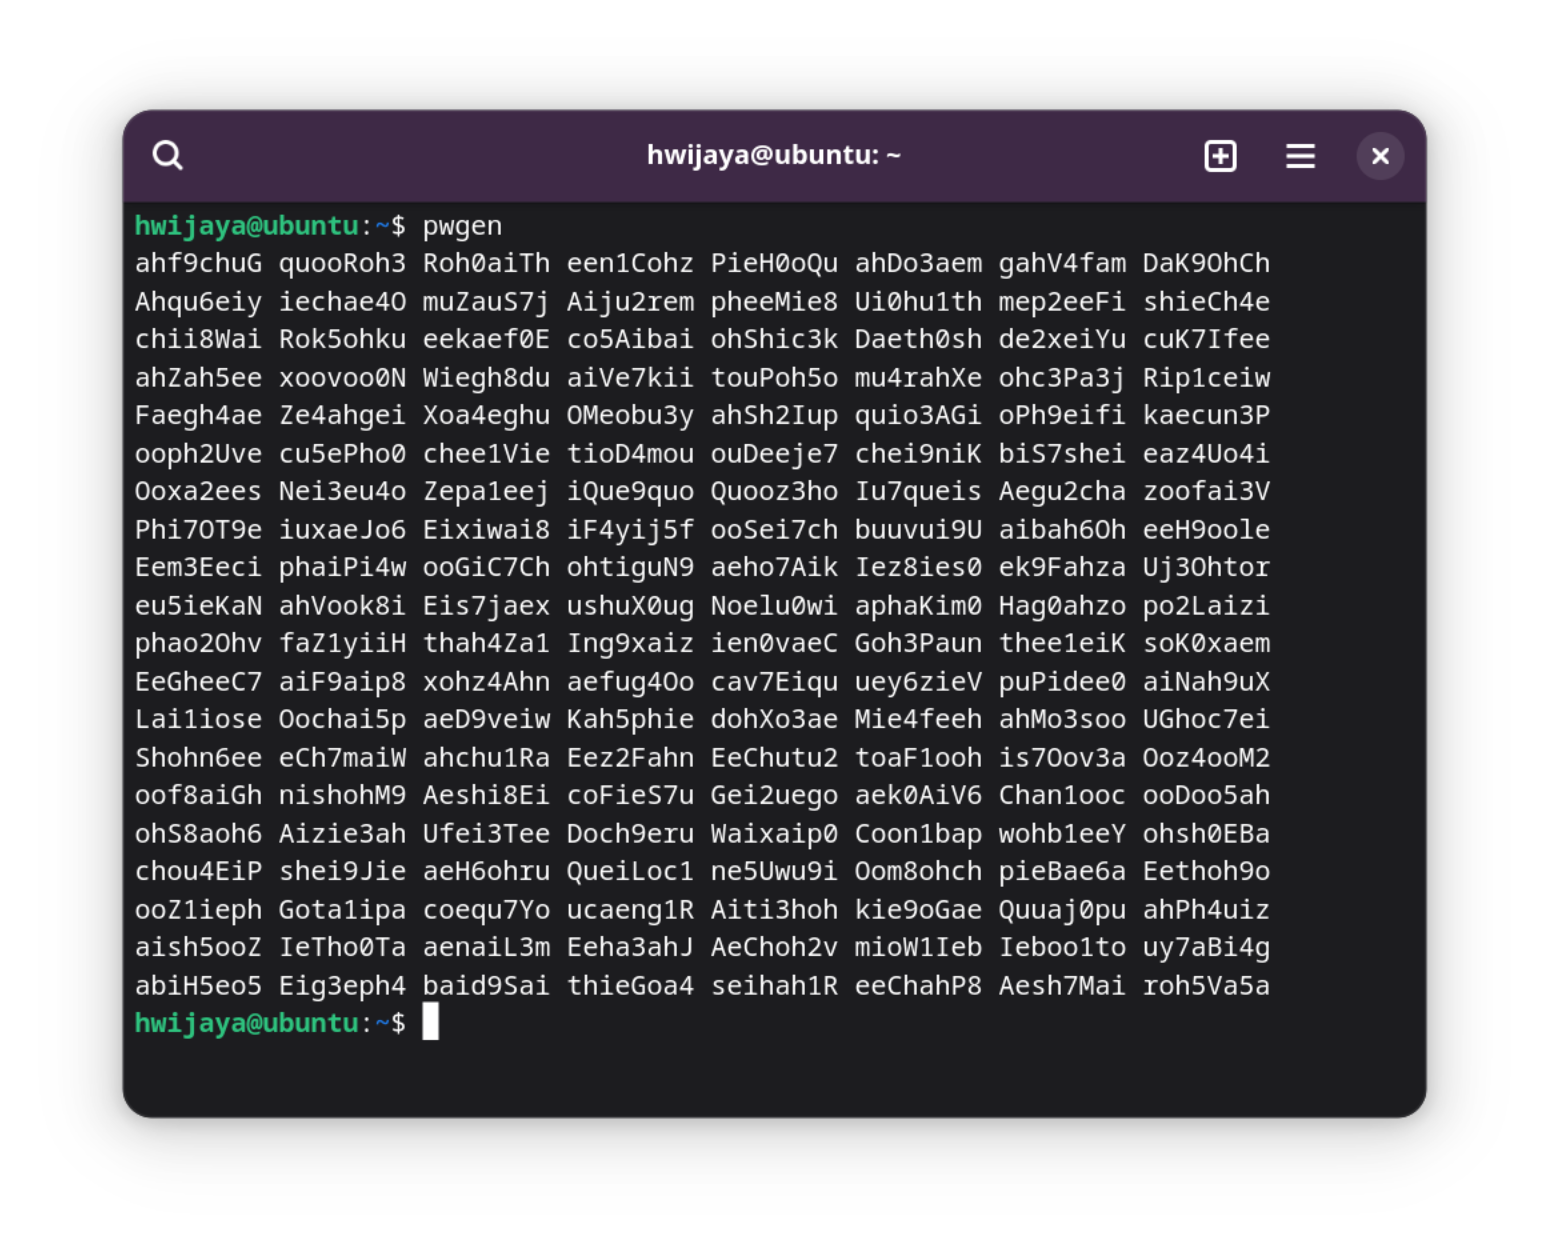 hwijaya@ubuntu: ~
hwijaya@ubuntu:~$ pwgen
ahf9chuG quooRoh3 Roh0aiTh een1Cohz PieH0oQu ahDo3aem gahV4fam DaK9OhCh
Ahqu6eiy iechae4O muZauS7j Aiju2rem pheeMie8 Ui0hu1th mep2eeFi shieCh4e
chii8Wai Rok5ohku eekaef0E co5Aibai ohShic3k Daeth0sh de2xeiYu cuK7Ifee
ahZah5ee xoovoo0N Wiegh8du aiVe7kii touPoh5o mu4rahXe ohc3Pa3j Rip1ceiw
Faegh4ae Ze4ahgei Xoa4eghu OMeobu3y ahSh2Iup quio3AGi oPh9eifi kaecun3P
ooph2Uve cu5ePho0 chee1Vie tioD4mou ouDeeje7 chei9niK biS7shei eaz4Uo4i
Ooxa2ees Nei3eu4o Zepa1eej iQue9quo Quooz3ho Iu7queis Aegu2cha zoofai3V
Phi7OT9e iuxaeJo6 Eixiwai8 iF4yij5f ooSei7ch buuvui9U aibah6Oh eeH9oole
Eem3Eeci phaiPi4w ooGiC7Ch ohtiguN9 aeho7Aik Iez8ies0 ek9Fahza Uj3Ohtor
eu5ieKaN ahVook8i Eis7jaex ushuX0ug Noelu0wi aphaKim0 Hag0ahzo po2Laizi
phao2Ohv faZ1yiiH thah4Za1 Ing9xaiz ien0vaeC Goh3Paun thee1eiK soK0xaem
EeGheeC7 aiF9aip8 xohz4Ahn aefug4Oo cav7Eiqu uey6zieV puPidee0 aiNah9uX
Lai1iose Oochai5p aeD9veiw Kah5phie dohXo3ae Mie4feeh ahMo3soo UGhoc7ei
Shohn6ee eCh7maiW ahchu1Ra Eez2Fahn EeChutu2 toaF1ooh is7Oov3a Ooz4ooM2
oof8aiGh nishohM9 Aeshi8Ei coFieS7u Gei2uego aek0AiV6 Chan1ooc ooDoo5ah
ohS8aoh6 Aizie3ah Ufei3Tee Doch9eru Waixaip0 Coon1bap wohb1eeY ohsh0EBa
chou4EiP shei9Jie aeH6ohru QueiLoc1 ne5Uwu9i Oom8ohch pieBae6a Eethoh9o
ooZ1ieph Gota1ipa coequ7Yo ucaeng1R Aiti3hoh kie9oGae Quuaj0pu ahPh4uiz
aish5ooZ IeTho0Ta aenaiL3m Eeha3ahJ AeChoh2v mioW1Ieb Ieboo1to uy7aBi4g
abiH5eo5 Eig3eph4 baid9Sai thieGoa4 seihah1R eeChahP8 Aesh7Mai roh5Va5a
hwijaya@ubuntu:~$